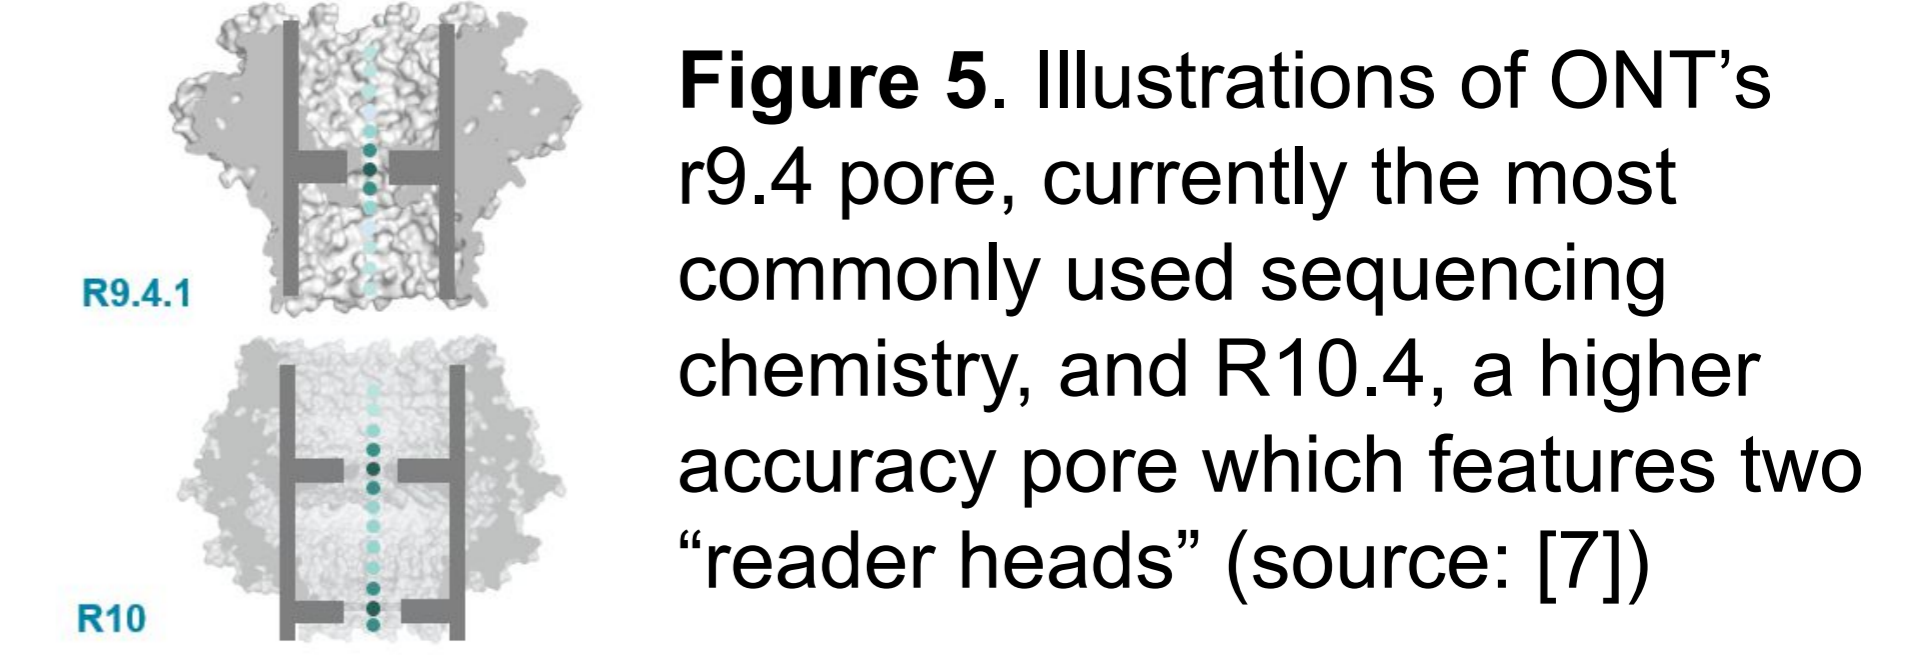 R9.4.1
R10
Figure 5. Illustrations of ONT’s
r9.4 pore, currently the most
commonly used sequencing
chemistry, and R10.4, a higher
accuracy pore which features two
“reader heads” (source: [7])